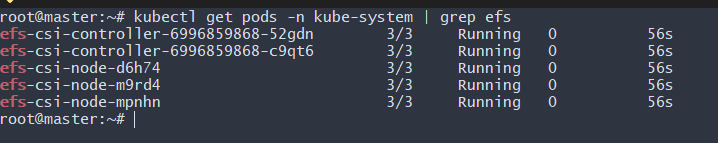 root@master:~# kubectl get pods -n kube-system | grep efs
efs-csi-controller-6996859868-52gdn 3/3 Running 0 56s
efs-csi-controller-6996859868-c9qt6 3/3 Running 0 56s
efs-csi-node-d6h74 3/3 Running 0 56s
efs-csi-node-m9rd4 3/3 Running 0 56s
efs-csi-node-mpnhn 3/3 Running 0 56s
root@master:~#